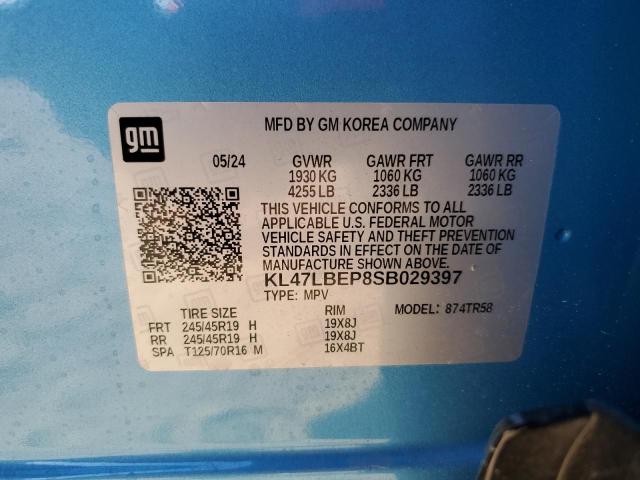 gm
MFD BY GM KOREA COMPANY
05/24 GVWR GAWR FRT GAWR RR
1930 KG 1060 KG 1060 KG
4255 LB 2336 LB 2336 LB
THIS VEHICLE CONFORMS TO ALL
APPLICABLE U.S. FEDERAL MOTOR
VEHICLE SAFETY AND THEFT PREVENTION
STANDARDS IN EFFECT ON THE DATE OF
MANUFACTURE SHOWN ABOVE.
KL47LBEP8SB029397
TYPE: MPV MODEL: 874TR58
TIRE SIZE RIM
FRT 245/45R19 H 19X8J
RR 245/45R19 H 19X8J
SPA T125/70R16 M 16X4BT